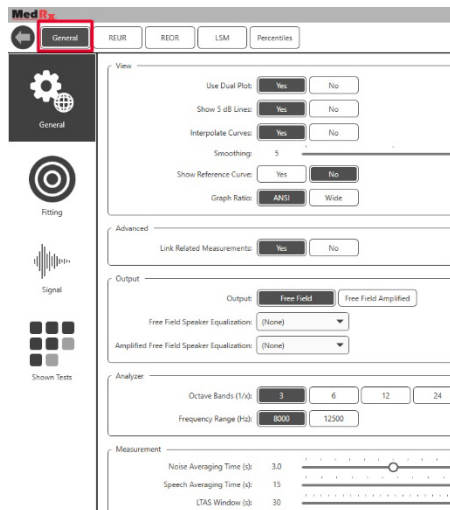 MedRx
General REUR REOR LSM Percentiles
General
Fitting
Signal
Shown Tests
View
Use Dual Plot: Yes No
Show 5 dB Lines: Yes No
Interpolate Curves: Yes No
Smoothing: 5
Show Reference Curve: Yes No
Graph Ratio: ANSI Wide
Advanced
Link Related Measurements: Yes No
Output
Output: Free Field Free Field Amplified
Free Field Speaker Equalization: (None)
Amplified Free Field Speaker Equalization: (None)
Analyzer
Octave Bands (1/x): 3 6 12 24
Frequency Range (Hz): 8000 12500
Measurement
Noise Averaging Time (s): 3.0
Speech Averaging Time (s): 15
LTAS Window (s): 30